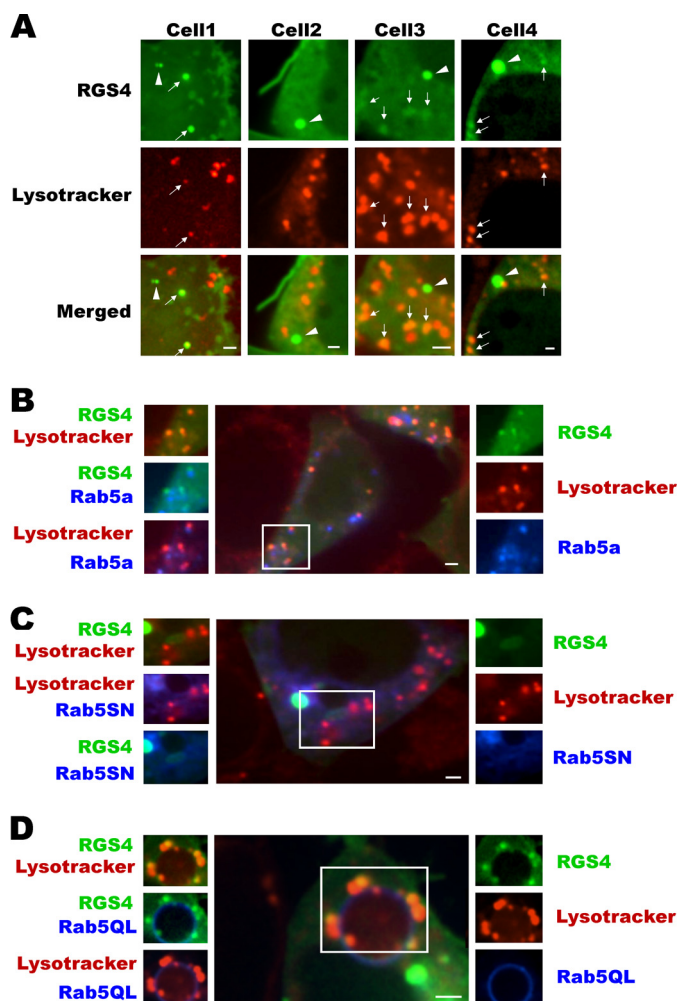 A
Cell1 Cell2 Cell3 Cell4
RGS4
Lysotracker
Merged
B
RGS4
Lysotracker
RGS4
Rab5a
Lysotracker
Rab5a
RGS4
Lysotracker
Rab5a
C
RGS4
Lysotracker
Lysotracker
Rab5SN
RGS4
Rab5SN
RGS4
Lysotracker
Rab5SN
D
RGS4
Lysotracker
RGS4
Rab5QL
Lysotracker
Rab5QL
RGS4
Lysotracker
Rab5QL